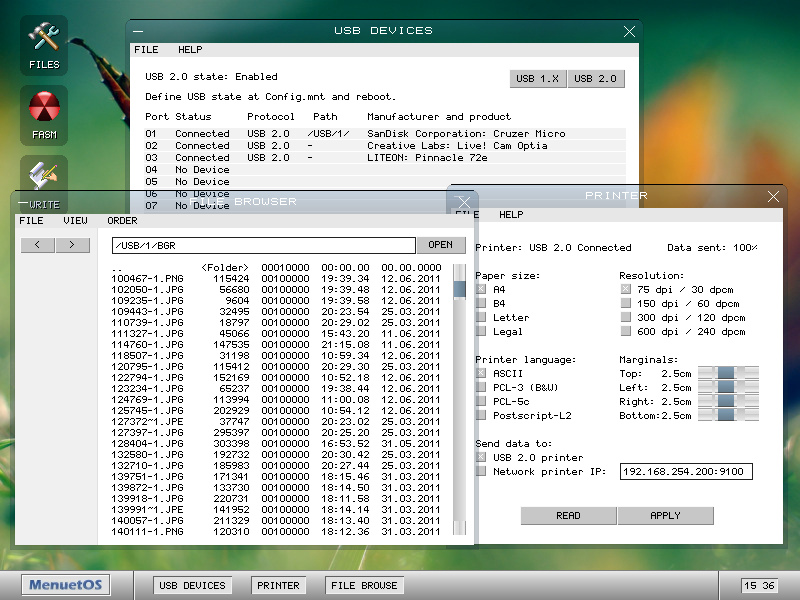 FILES
FASM
WRITE
USB DEVICES
FILE HELP
USB 2.0 state: Enabled
USB 1.X USB 2.0
Define USB state at Config.mnt and reboot.
Port Status Protocol Path Manufacturer and product
01 Connected USB 2.0 /USB/1/ SanDisk Corporation: Cruzer Micro
02 Connected USB 2.0 - Creative Labs: Live! Cam Optia
03 Connected USB 2.0 - LITEON: Pinnacle 72e
04 No Device
05 No Device
06 No Device
07 No Device
FILE BROWSER
FILE VIEW ORDER
< >
/USB/1/BGR
OPEN
.. <Folder> 00010000 00:00.00 00.00.0000
100467-1.PNG 115424 00100000 19:39.34 12.06.2011
102050-1.JPG 56680 00100000 19:39.48 12.06.2011
109235-1.JPG 9604 00100000 19:39.58 12.06.2011
109443-1.JPG 32495 00100000 20:23.54 25.03.2011
110739-1.JPG 18797 00100000 20:29.02 25.03.2011
111327-1.JPG 45066 00100000 15:43.20 11.06.2011
114760-1.JPG 147535 00100000 21:15.08 11.06.2011
118507-1.JPG 31198 00100000 10:59.34 12.06.2011
120795-1.JPG 115412 00100000 20:29.30 25.03.2011
122794-1.JPG 152169 00100000 10:52.18 12.06.2011
123234-1.JPG 65237 00100000 19:38.44 12.06.2011
124769-1.JPG 113994 00100000 11:00.08 12.06.2011
125745-1.JPG 202929 00100000 10:54.12 12.06.2011
127372~1.JPE 37747 00100000 20:23.02 25.03.2011
127397-1.JPG 295397 00100000 20:25.20 25.03.2011
128404-1.JPG 303398 00100000 16:53.52 31.05.2011
132580-1.JPG 192732 00100000 20:30.42 25.03.2011
132710-1.JPG 185983 00100000 20:27.44 25.03.2011
139751-1.JPG 171341 00100000 18:15.46 31.03.2011
139872-1.JPG 133730 00100000 18:14.50 31.03.2011
139918-1.JPG 220731 00100000 18:11.58 31.03.2011
139991~1.JPE 141952 00100000 18:14.14 31.03.2011
140057-1.JPG 211329 00100000 18:13.40 31.03.2011
140111-1.PNG 120310 00100000 18:12.36 31.03.2011
PRINTER
FILE HELP
Printer: USB 2.0 Connected Data sent: 100%
Paper size: Resolution:
A4 75 dpi / 30 dpcm
B4 150 dpi / 60 dpcm
Letter 300 dpi / 120 dpcm
Legal 600 dpi / 240 dpcm
Printer language: Marginals:
ASCII Top: 2.5cm
PCL-3 (B&W) Left: 2.5cm
PCL-5c Right: 2.5cm
Postscript-L2 Bottom: 2.5cm
Send data to:
USB 2.0 printer
Network printer IP: 192.168.254.200:9100
READ APPLY
MenuetOS USB DEVICES PRINTER FILE BROWSE 15 36